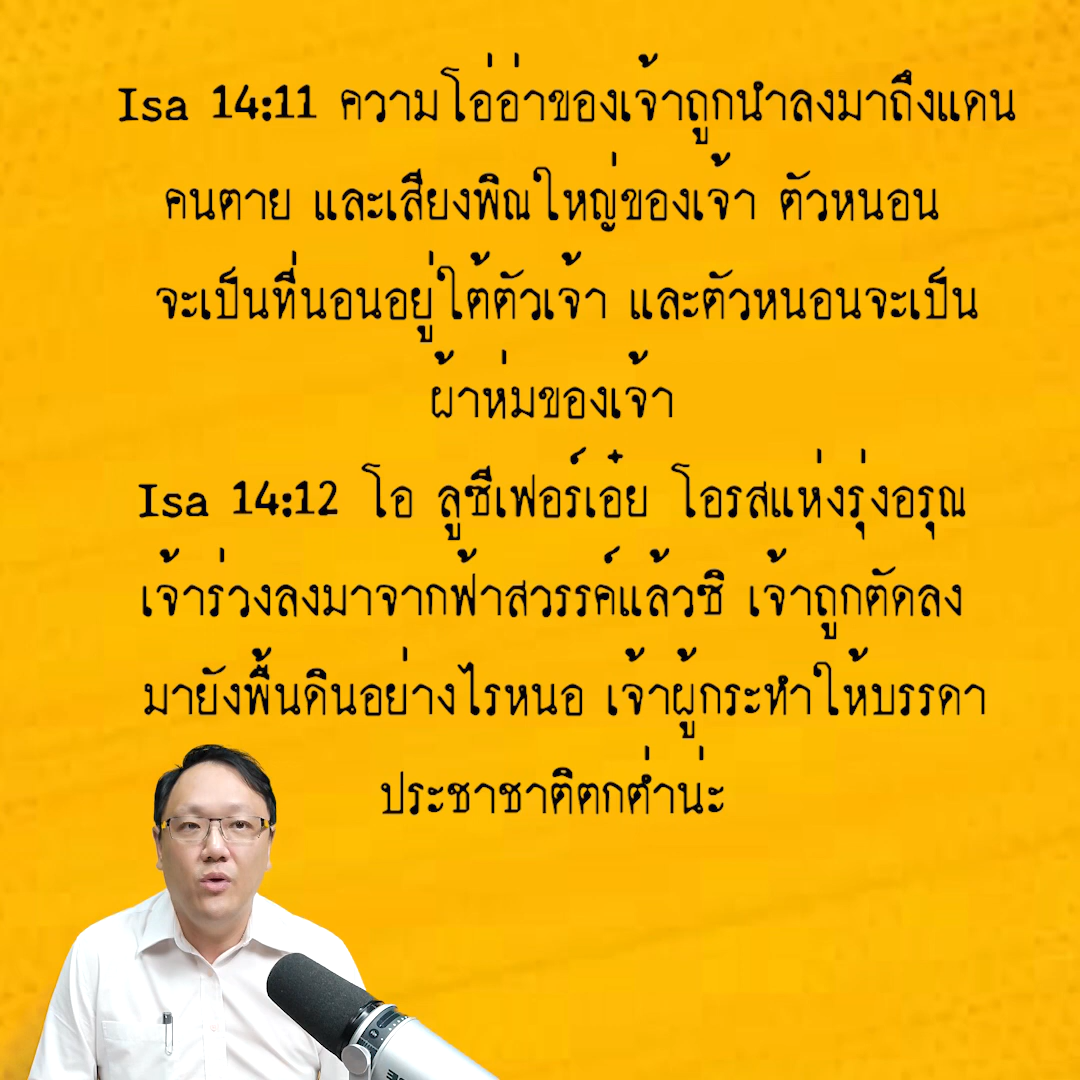 Isa 14:11 ความโอ่อ่าของเจ้าถูกนำลงมาถึงแดน
คนตาย และเสียงพิณใหญ่ของเจ้า ตัวหนอน
จะเป็นที่นอนอยู่ใต้ตัวเจ้า และตัวหนอนจะเป็น
ผ้าห่มของเจ้า
Isa 14:12 โอ ลูซีเฟอร์เอ๋ย โอรสแห่งรุ่งอรุณ
เจ้าร่วงลงมาจากฟ้าสวรรค์แล้วซิ เจ้าถูกตัดลง
มายังพื้นดินอย่างไรหนอ เจ้าผู้กระทำให้บรรดา
ประชาชาติตกต่ำน่ะ